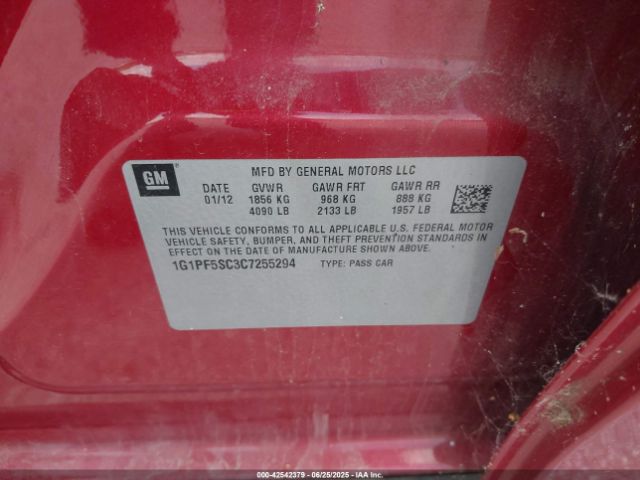 GM
MFD BY GENERAL MOTORS LLC
DATE GVWR GAWR FRT GAWR RR
01/12 1856 KG 968 KG 888 KG
4090 LB 2133 LB 1957 LB
THIS VEHICLE CONFORMS TO ALL APPLICABLE U.S. FEDERAL MOTOR
VEHICLE SAFETY, BUMPER, AND THEFT PREVENTION STANDARDS IN
EFFECT ON THE DATE OF MANUFACTURE SHOWN ABOVE.
1G1PF5SC3C7255294 TYPE: PASS CAR
000-42542379 - 06/25/2025 - IAA Inc.